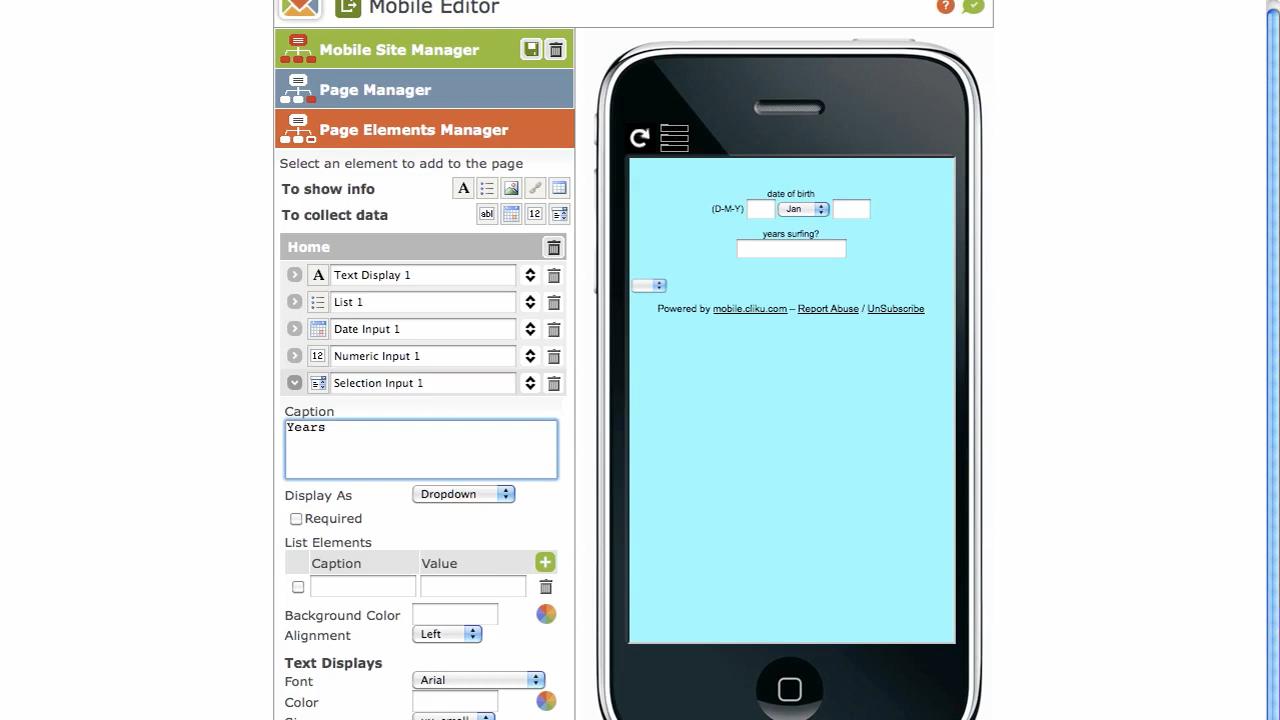 Mobile Editor
?
Mobile Site Manager
Page Manager
Page Elements Manager
Select an element to add to the page
To show info
A
To collect data
abl
12
Home
A Text Display 1
List 1
Date Input 1
12 Numeric Input 1
Selection Input 1
Caption
Years
Display As Dropdown
Required
List Elements
Caption Value
Background Color
Alignment Left
Text Displays
Font Arial
Color
date of birth
(D-M-Y) Jan
years surfing?
Powered by mobile.cliku.com – Report Abuse / UnSubscribe